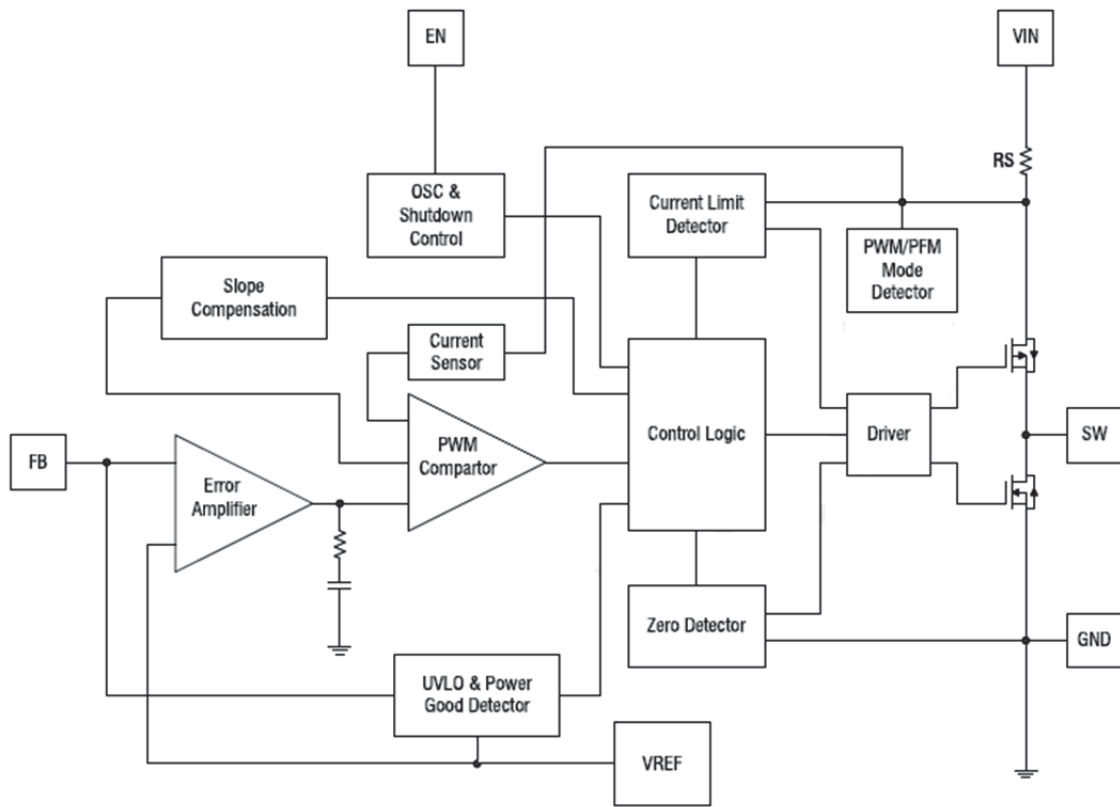 EN
VIN
RS
OSC &
Shutdown
Control
Current Limit
Detector
PWM/PFM
Mode
Detector
Slope
Compensation
Current
Sensor
PWM
Compartor
Control Logic
Driver
SW
FB
Error
Amplifier
Zero Detector
GND
UVLO & Power
Good Detector
VREF